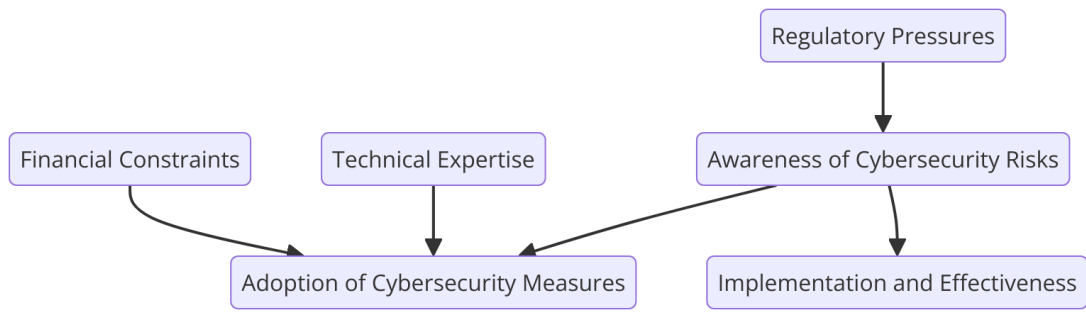 Regulatory Pressures
Financial Constraints
Technical Expertise
Awareness of Cybersecurity Risks
Adoption of Cybersecurity Measures
Implementation and Effectiveness